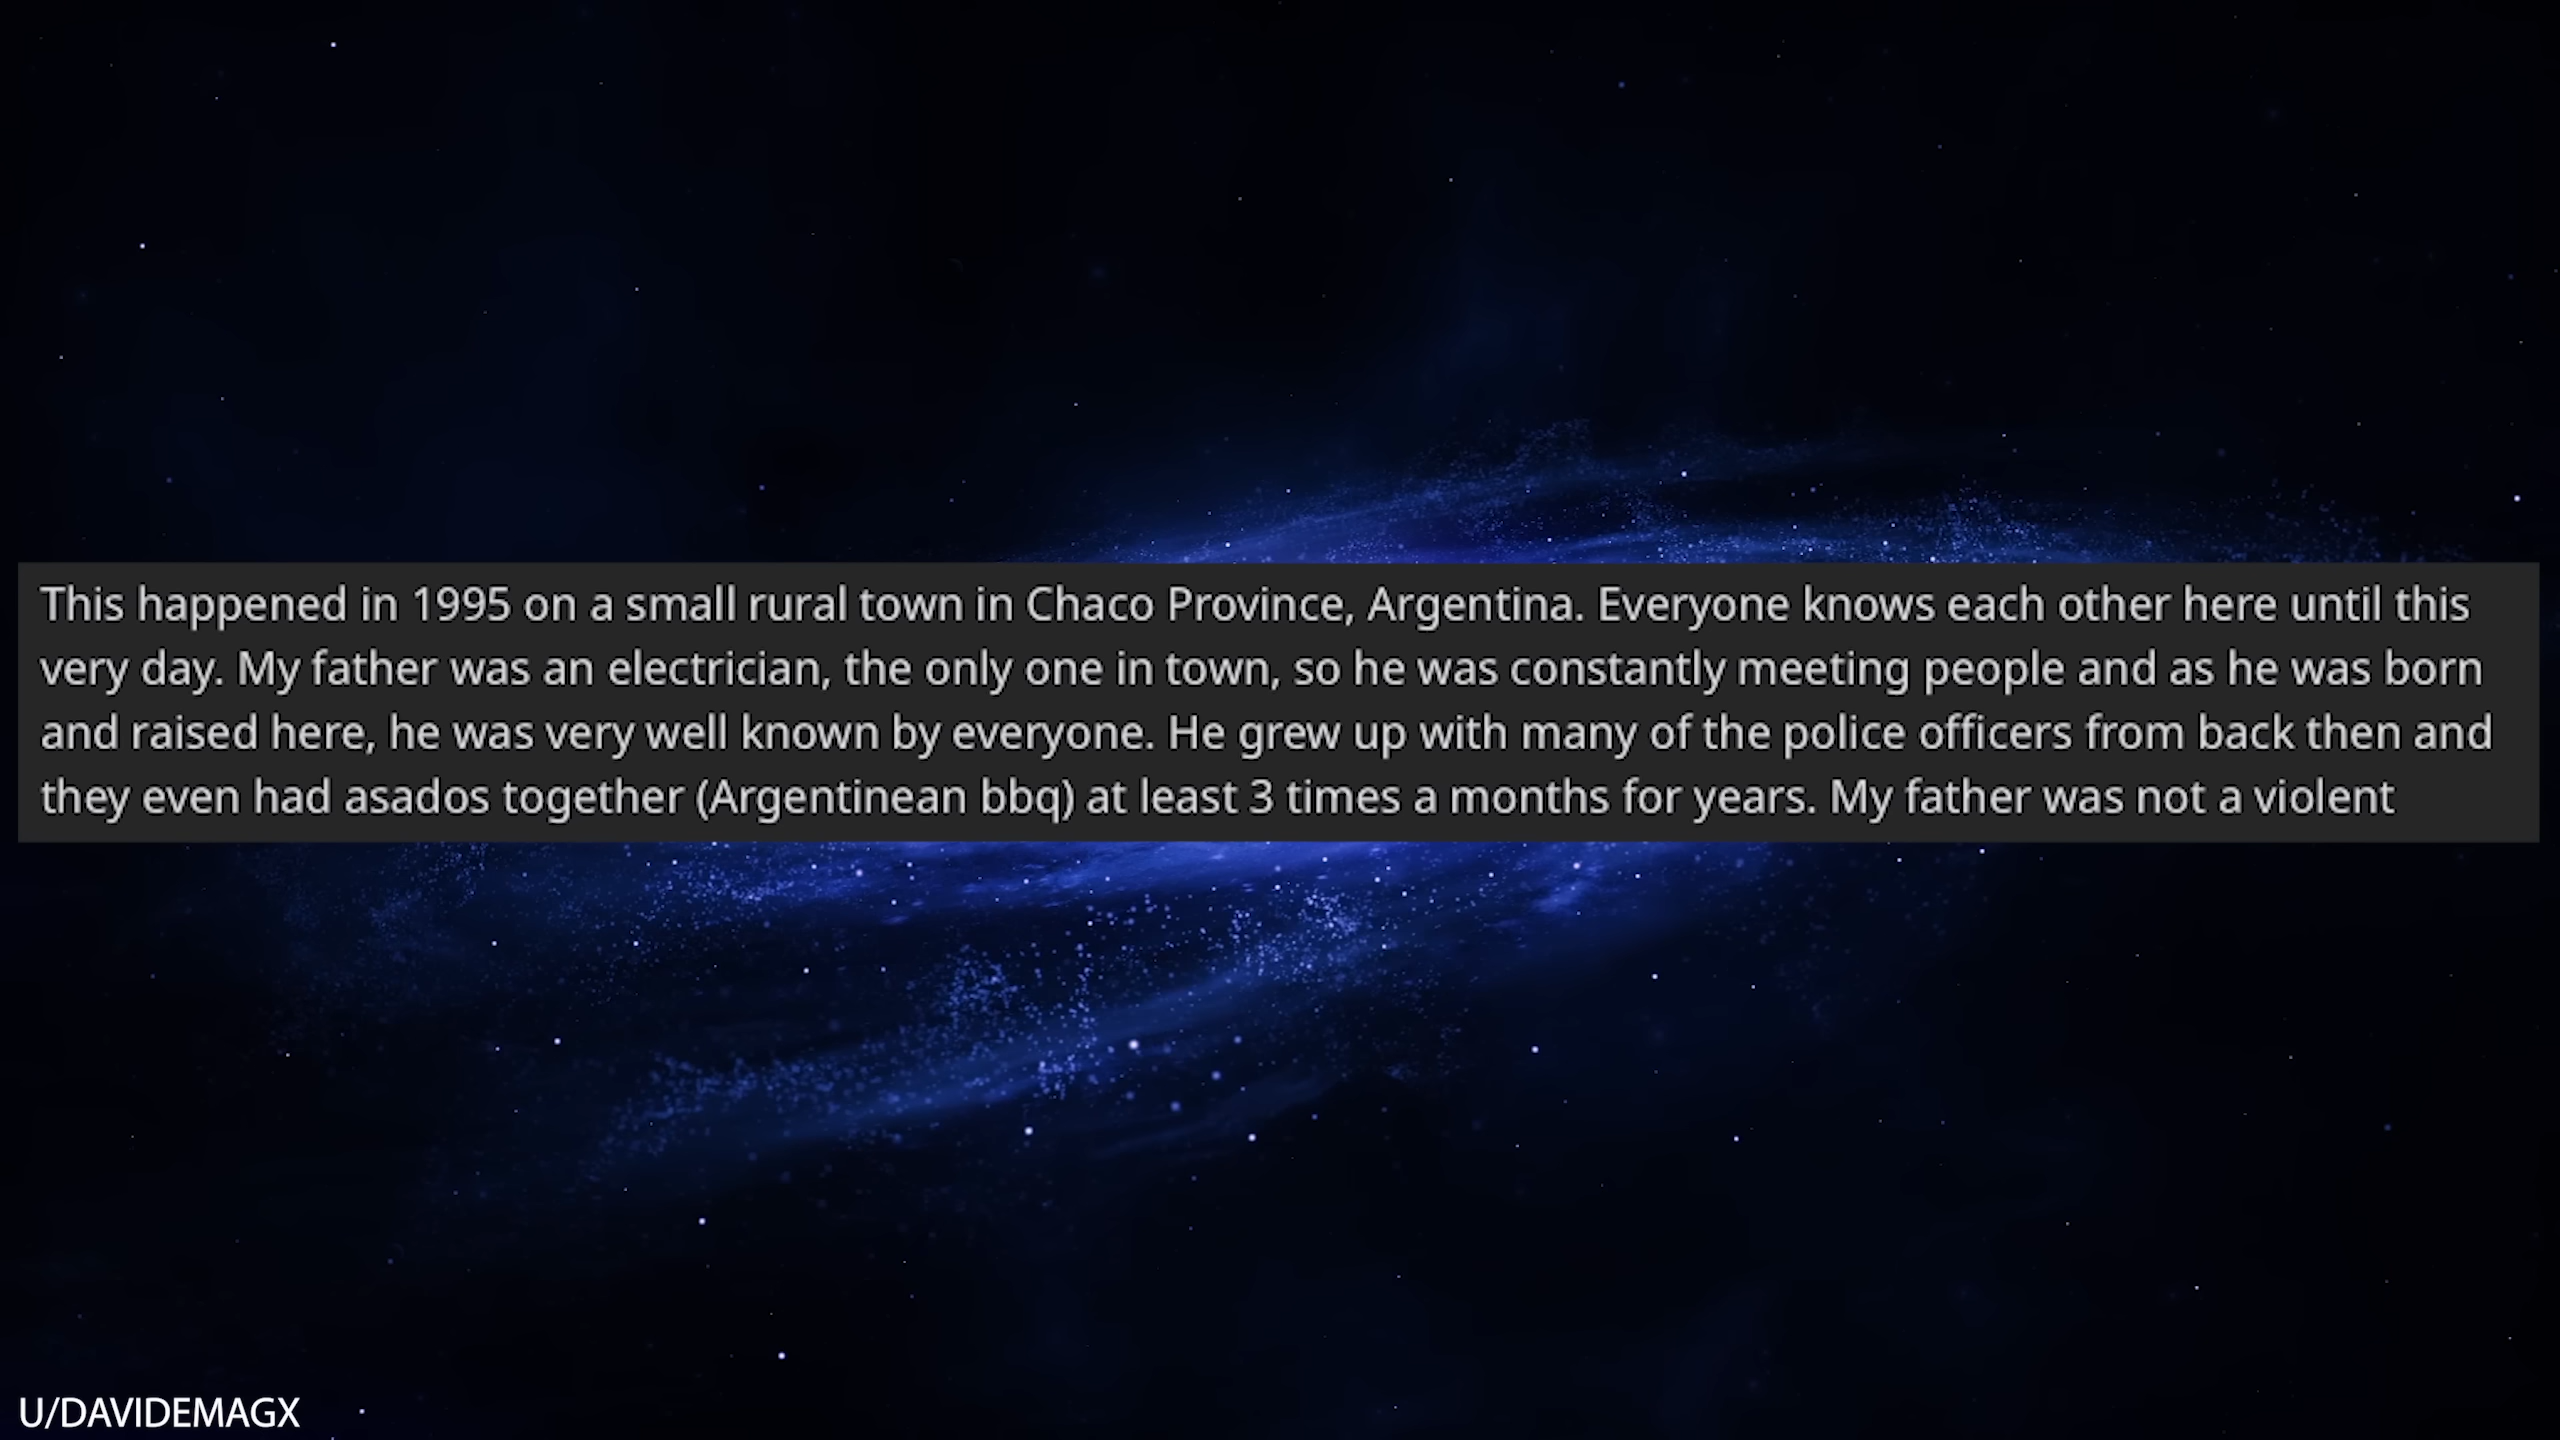 This happened in 1995 on a small rural town in Chaco Province, Argentina. Everyone knows each other here until this
very day. My father was an electrician, the only one in town, so he was constantly meeting people and as he was born
and raised here, he was very well known by everyone. He grew up with many of the police officers from back then and
they even had asados together (Argentinean bbq) at least 3 times a months for years. My father was not a violent
U/DAVIDEMAGX